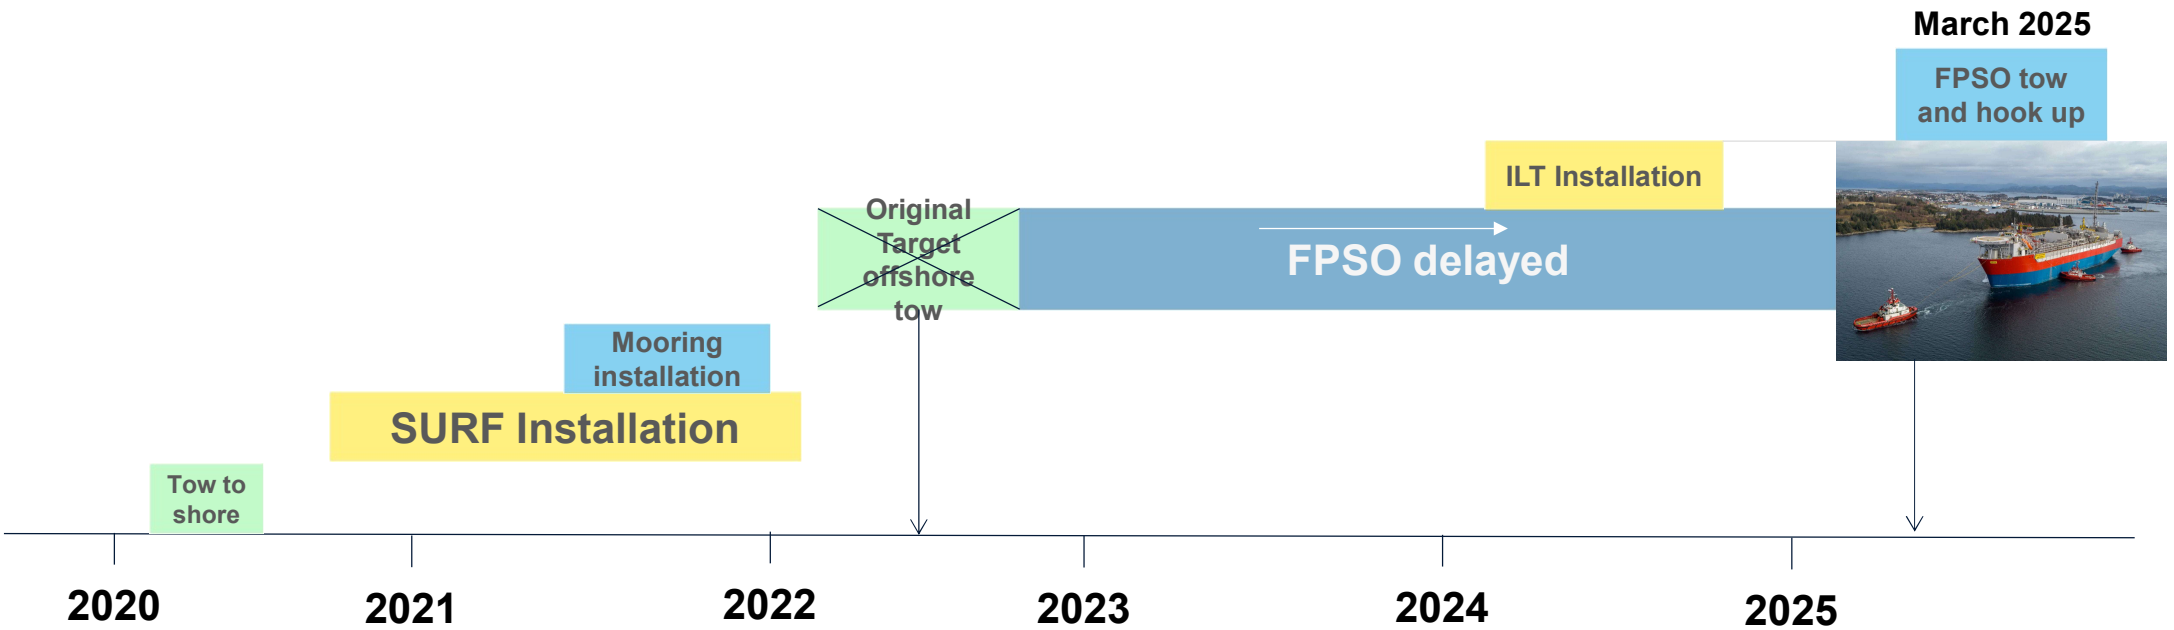 March 2025
FPSO tow
and hook up
ILT Installation
Original
Target
offshore
tow
FPSO delayed
Mooring
installation
SURF Installation
Tow to
shore
2020
2021
2022
2023
2024
2025